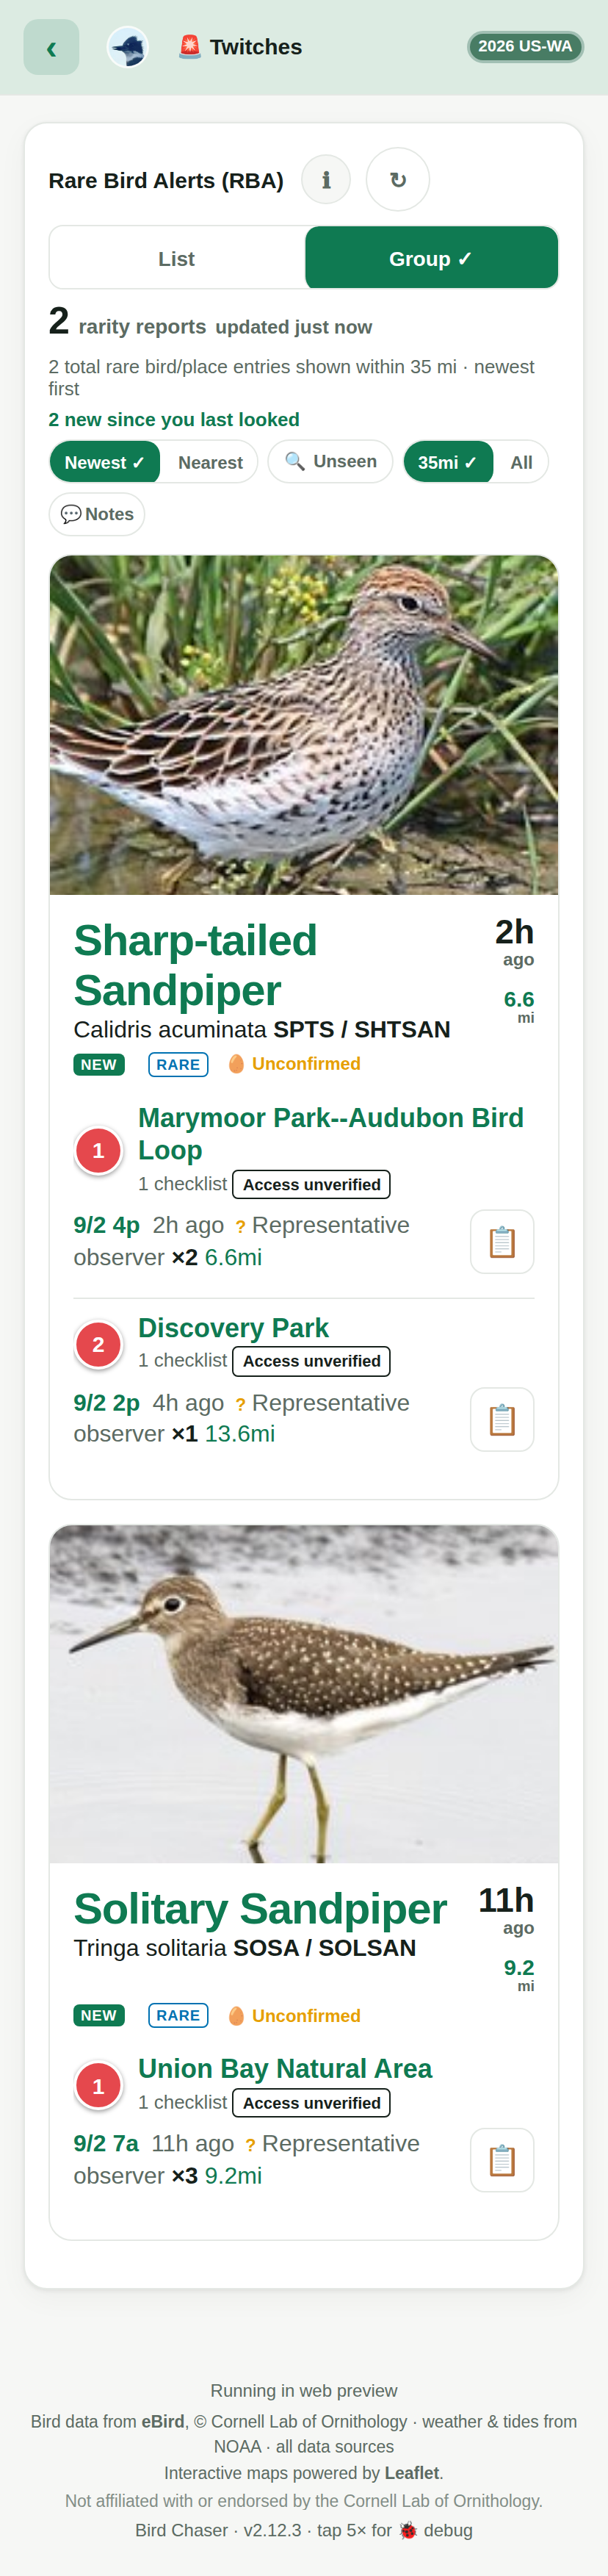 ‹ 🚨 Twitches 2026 US-WA
Rare Bird Alerts (RBA) ℹ ↻
List Group ✓
2 rarity reports updated just now
2 total rare bird/place entries shown within 35 mi · newest
first
2 new since you last looked
Newest ✓ Nearest 🔍 Unseen 35mi ✓ All
💬 Notes
Sharp-tailed
Sandpiper
2h
ago
6.6
mi
Calidris acuminata SPTS / SHTSAN
NEW RARE 🥚 Unconfirmed
1
Marymoor Park--Audubon Bird
Loop
1 checklist Access unverified
9/2 4p 2h ago ? Representative
observer ×2 6.6mi
📋
2
Discovery Park
1 checklist Access unverified
9/2 2p 4h ago ? Representative
observer ×1 13.6mi
📋
Solitary Sandpiper
11h
ago
9.2
mi
Tringa solitaria SOSA / SOLSAN
NEW RARE 🥚 Unconfirmed
1
Union Bay Natural Area
1 checklist Access unverified
9/2 7a 11h ago ? Representative
observer ×3 9.2mi
📋
Running in web preview
Bird data from eBird, © Cornell Lab of Ornithology · weather & tides from
NOAA · all data sources
Interactive maps powered by Leaflet.
Not affiliated with or endorsed by the Cornell Lab of Ornithology.
Bird Chaser · v2.12.3 · tap 5× for 🐞 debug